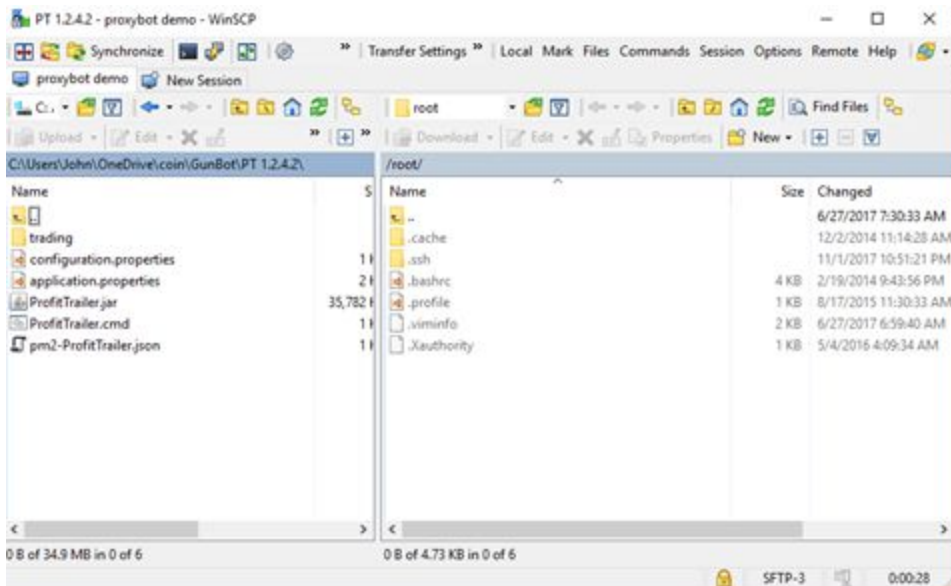 PT 1.2.4.2 - proxybot demo - WinSCP
Synchronize » Transfer Settings » Local Mark Files Commands Session Options Remote Help
proxybot demo New Session
C:. root Find Files
Upload Edit » » Download Edit Properties New
C:\Users\John\OneDrive\coin\GunBot\PT 1.2.4.2\ /root/
Name S Name Size Changed
.. .. 6/27/2017 7:30:33 AM
trading .cache 12/2/2014 11:14:28 AM
configuration.properties 1 K .ssh 11/1/2017 10:51:21 PM
application.properties 2 K .bashrc 4 KB 2/19/2014 9:43:56 PM
ProfitTrailer.jar 35,782 K .profile 1 KB 8/17/2015 11:30:33 AM
ProfitTrailer.cmd 1 K .viminfo 2 KB 6/27/2017 6:59:40 AM
pm2-ProfitTrailer.json 1 K .Xauthority 1 KB 5/4/2016 4:09:34 AM
0 B of 34.9 MB in 0 of 6 0 B of 4.73 KB in 0 of 6
SFTP-3 0:00:28